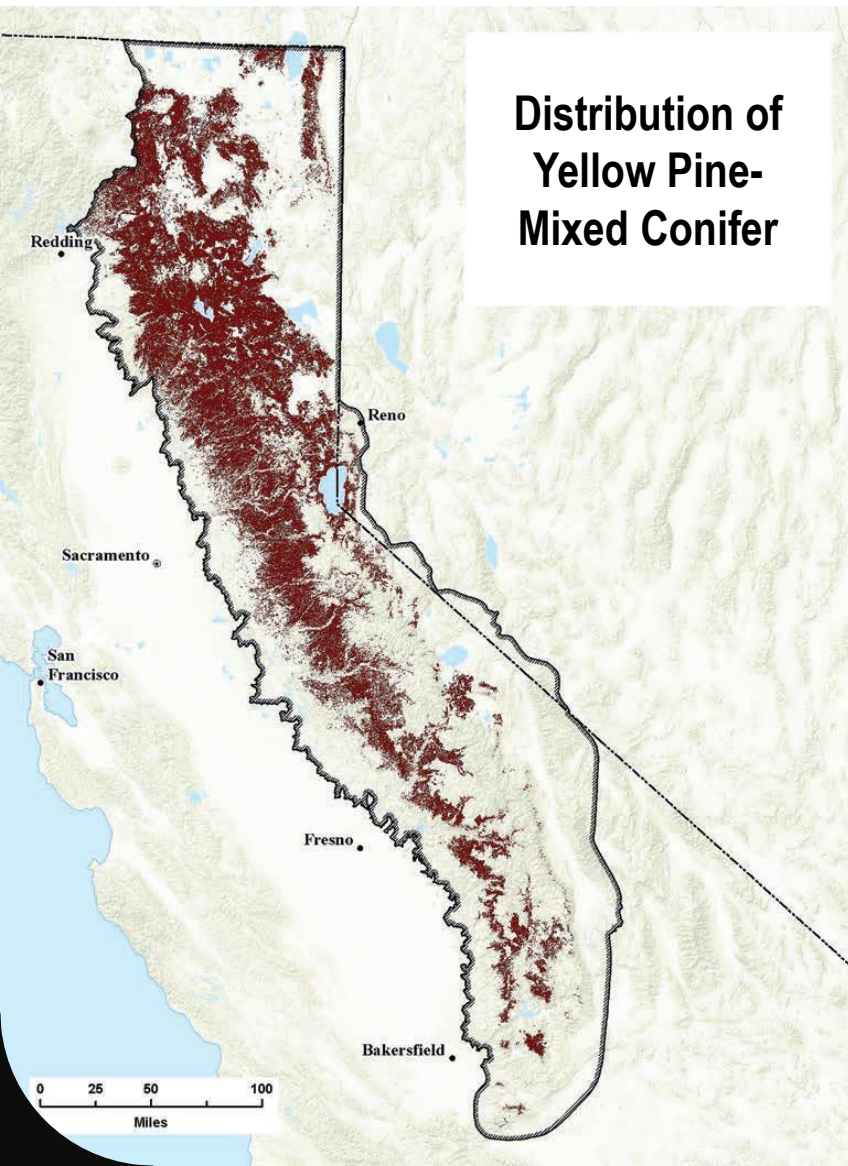 Distribution of
Yellow Pine-
Mixed Conifer
Redding
Reno
Sacramento
San
Francisco
Fresno
Bakersfield
0 25 50 100
Miles